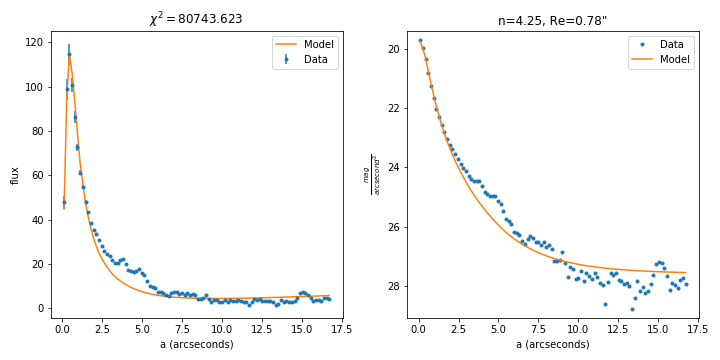 χ² = 80743.623
120
100
80
60
40
20
0
flux
0.0 2.5 5.0 7.5 10.0 12.5 15.0 17.5
a (arcseconds)
Model
Data
n=4.25, Re=0.78"
20
22
24
26
28
mag
arcsecond²
0.0 2.5 5.0 7.5 10.0 12.5 15.0 17.5
a (arcseconds)
Data
Model